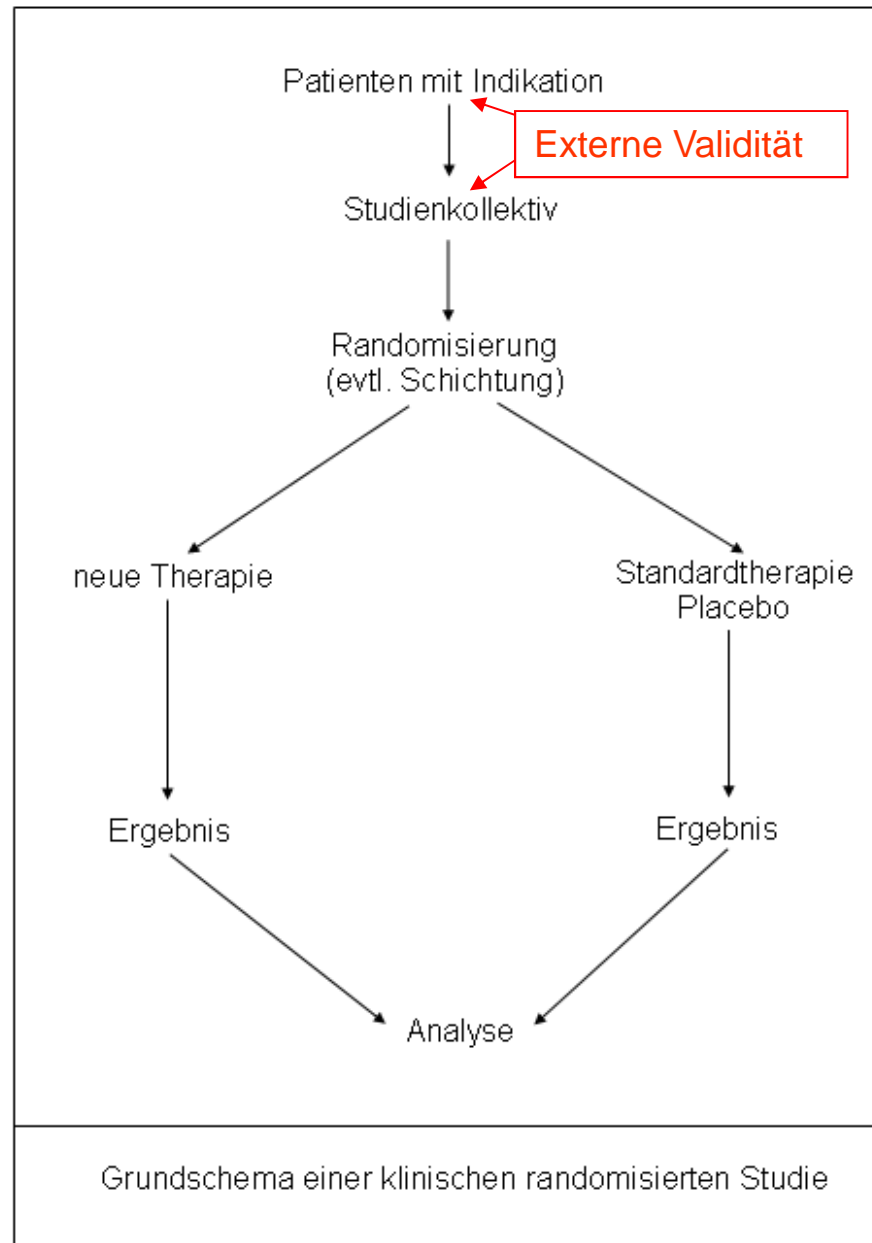 Patienten mit Indikation
Externe Validität
Studienkollektiv
Randomisierung
(evtl. Schichtung)
neue Therapie
Standardtherapie
Placebo
Ergebnis
Ergebnis
Analyse
Grundschema einer klinischen randomisierten Studie